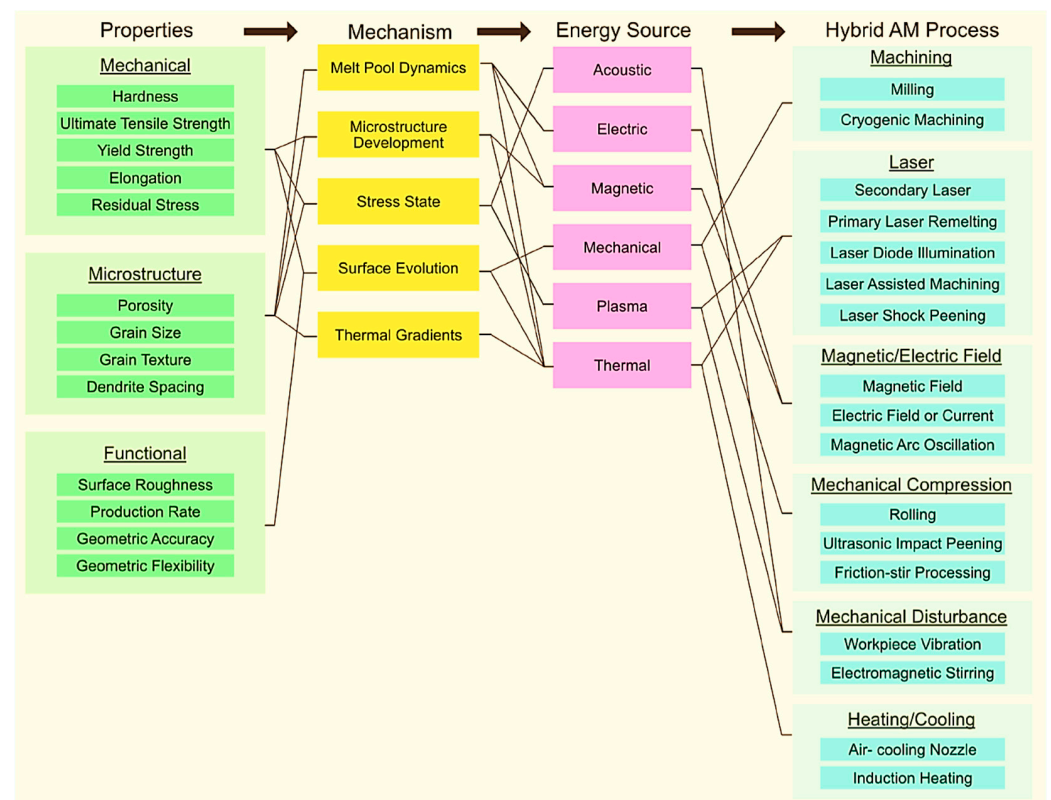 Properties
Mechanism
Energy Source
Hybrid AM Process
Mechanical
Hardness
Ultimate Tensile Strength
Yield Strength
Elongation
Residual Stress
Microstructure
Porosity
Grain Size
Grain Texture
Dendrite Spacing
Functional
Surface Roughness
Production Rate
Geometric Accuracy
Geometric Flexibility
Melt Pool Dynamics
Microstructure
Development
Stress State
Surface Evolution
Thermal Gradients
Acoustic
Electric
Magnetic
Mechanical
Plasma
Thermal
Machining
Milling
Cryogenic Machining
Laser
Secondary Laser
Primary Laser Remelting
Laser Diode Illumination
Laser Assisted Machining
Laser Shock Peening
Magnetic/Electric Field
Magnetic Field
Electric Field or Current
Magnetic Arc Oscillation
Mechanical Compression
Rolling
Ultrasonic Impact Peening
Friction-stir Processing
Mechanical Disturbance
Workpiece Vibration
Electromagnetic Stirring
Heating/Cooling
Air- cooling Nozzle
Induction Heating